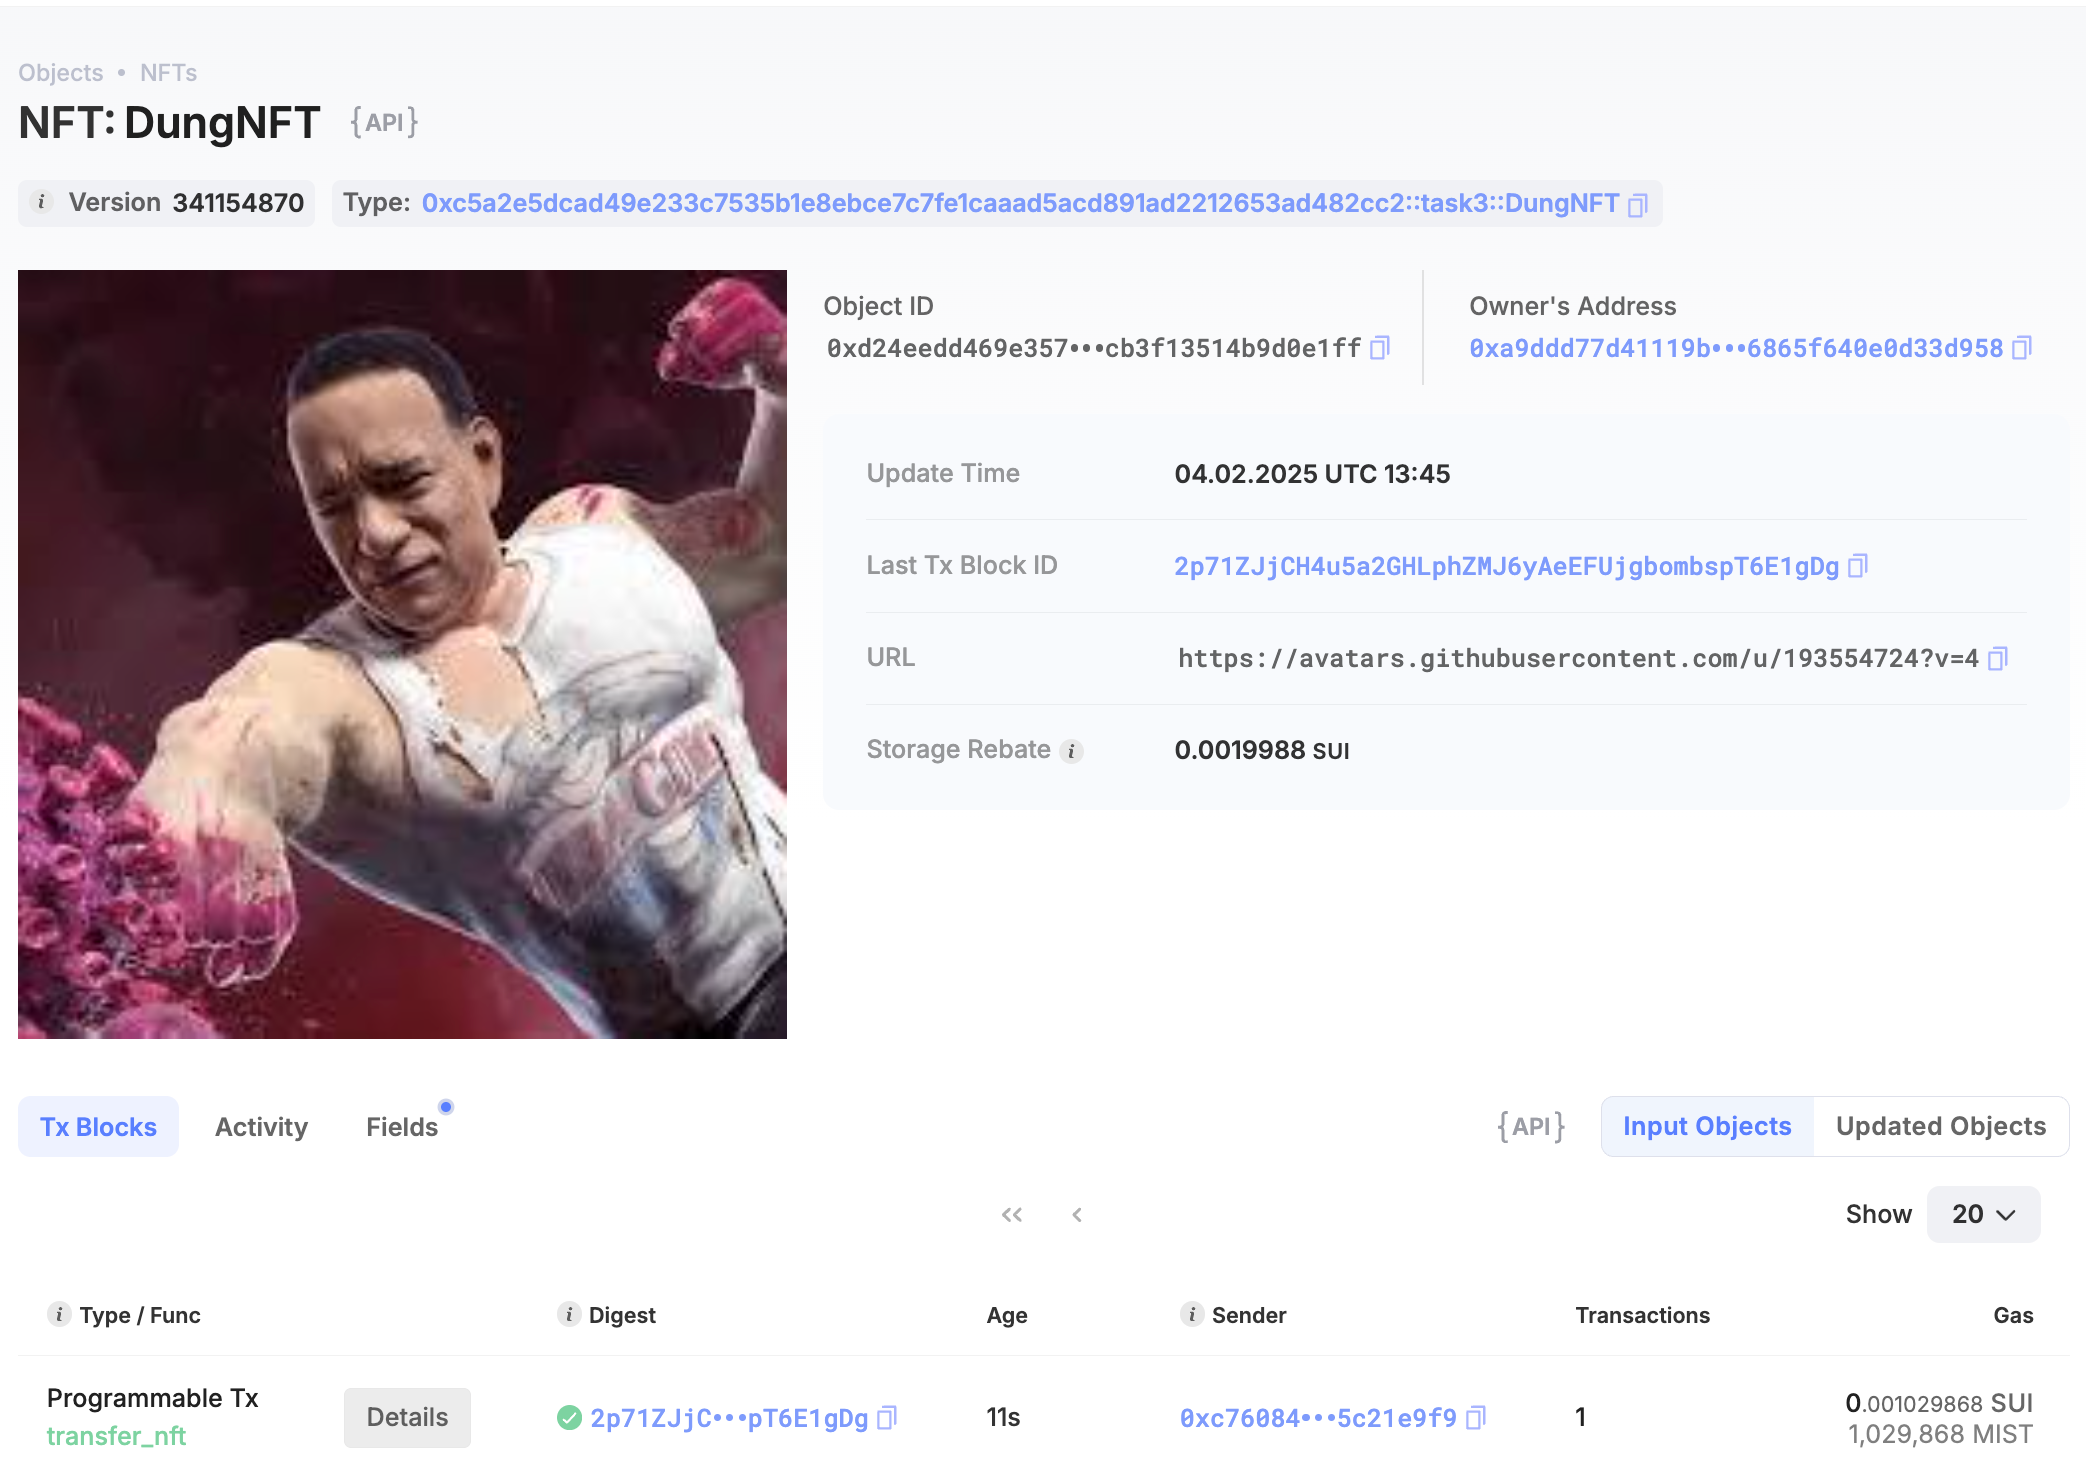 Objects • NFTs
NFT: DungNFT {API}
i Version 341154870 Type: 0xc5a2e5dcad49e233c7535b1e8ebce7c7fe1caaad5acd891ad2212653ad482cc2::task3::DungNFT
Object ID
0xd24eedd469e357•••cb3f13514b9d0e1ff
Owner's Address
0xa9ddd77d41119b•••6865f640e0d33d958
Update Time 04.02.2025 UTC 13:45
Last Tx Block ID 2p71ZJjCH4u5a2GHLphZMJ6yAeEFUjgbombspT6E1gDg
URL https://avatars.githubusercontent.com/u/193554724?v=4
Storage Rebate i 0.0019988 SUI
Tx Blocks Activity Fields {API} Input Objects Updated Objects
Show 20
i Type / Func i Digest Age i Sender Transactions Gas
Programmable Tx Details 2p71ZJjC•••pT6E1gDg 11s 0xc76084•••5c21e9f9 1 0.001029868 SUI
transfer_nft 1,029,868 MIST